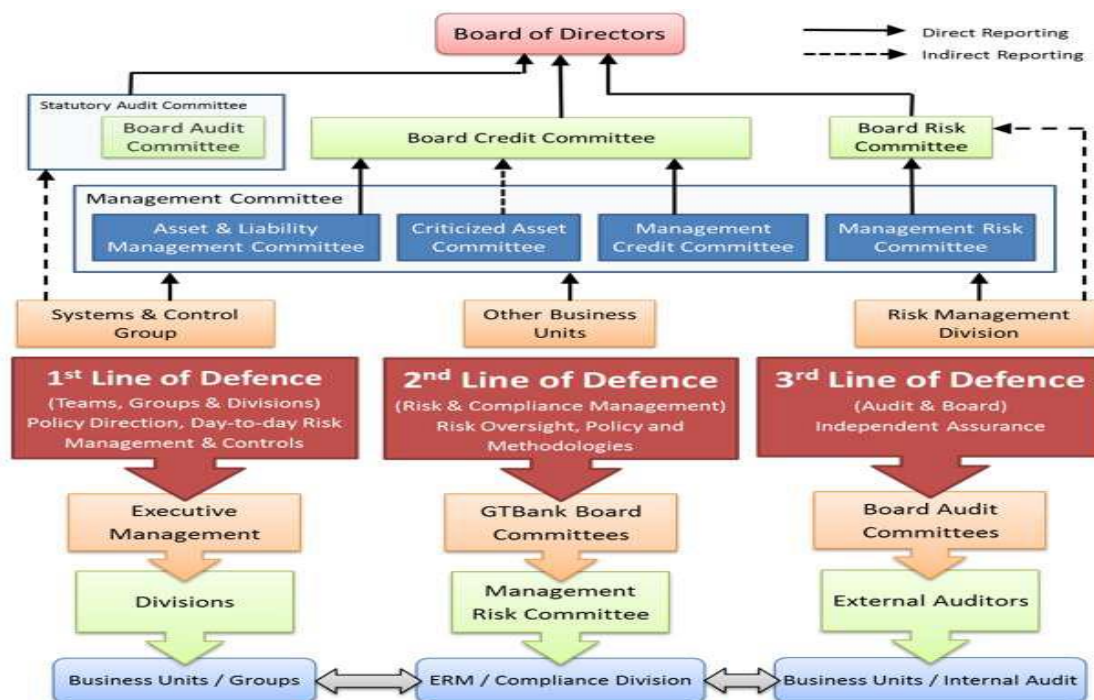 Board of Directors
Direct Reporting
Indirect Reporting
Statutory Audit Committee
Board Audit
Committee
Board Credit Committee
Board Risk
Committee
Management Committee
Asset & Liability
Management Committee
Criticized Asset
Committee
Management
Credit Committee
Management Risk
Committee
Systems & Control
Group
Other Business
Units
Risk Management
Division
1st Line of Defence
(Teams, Groups & Divisions)
Policy Direction, Day-to-day Risk
Management & Controls
2nd Line of Defence
(Risk & Compliance Management)
Risk Oversight, Policy and
Methodologies
3rd Line of Defence
(Audit & Board)
Independent Assurance
Executive
Management
GTBank Board
Committees
Board Audit
Committees
Divisions
Management
Risk Committee
External Auditors
Business Units / Groups
ERM / Compliance Division
Business Units / Internal Audit